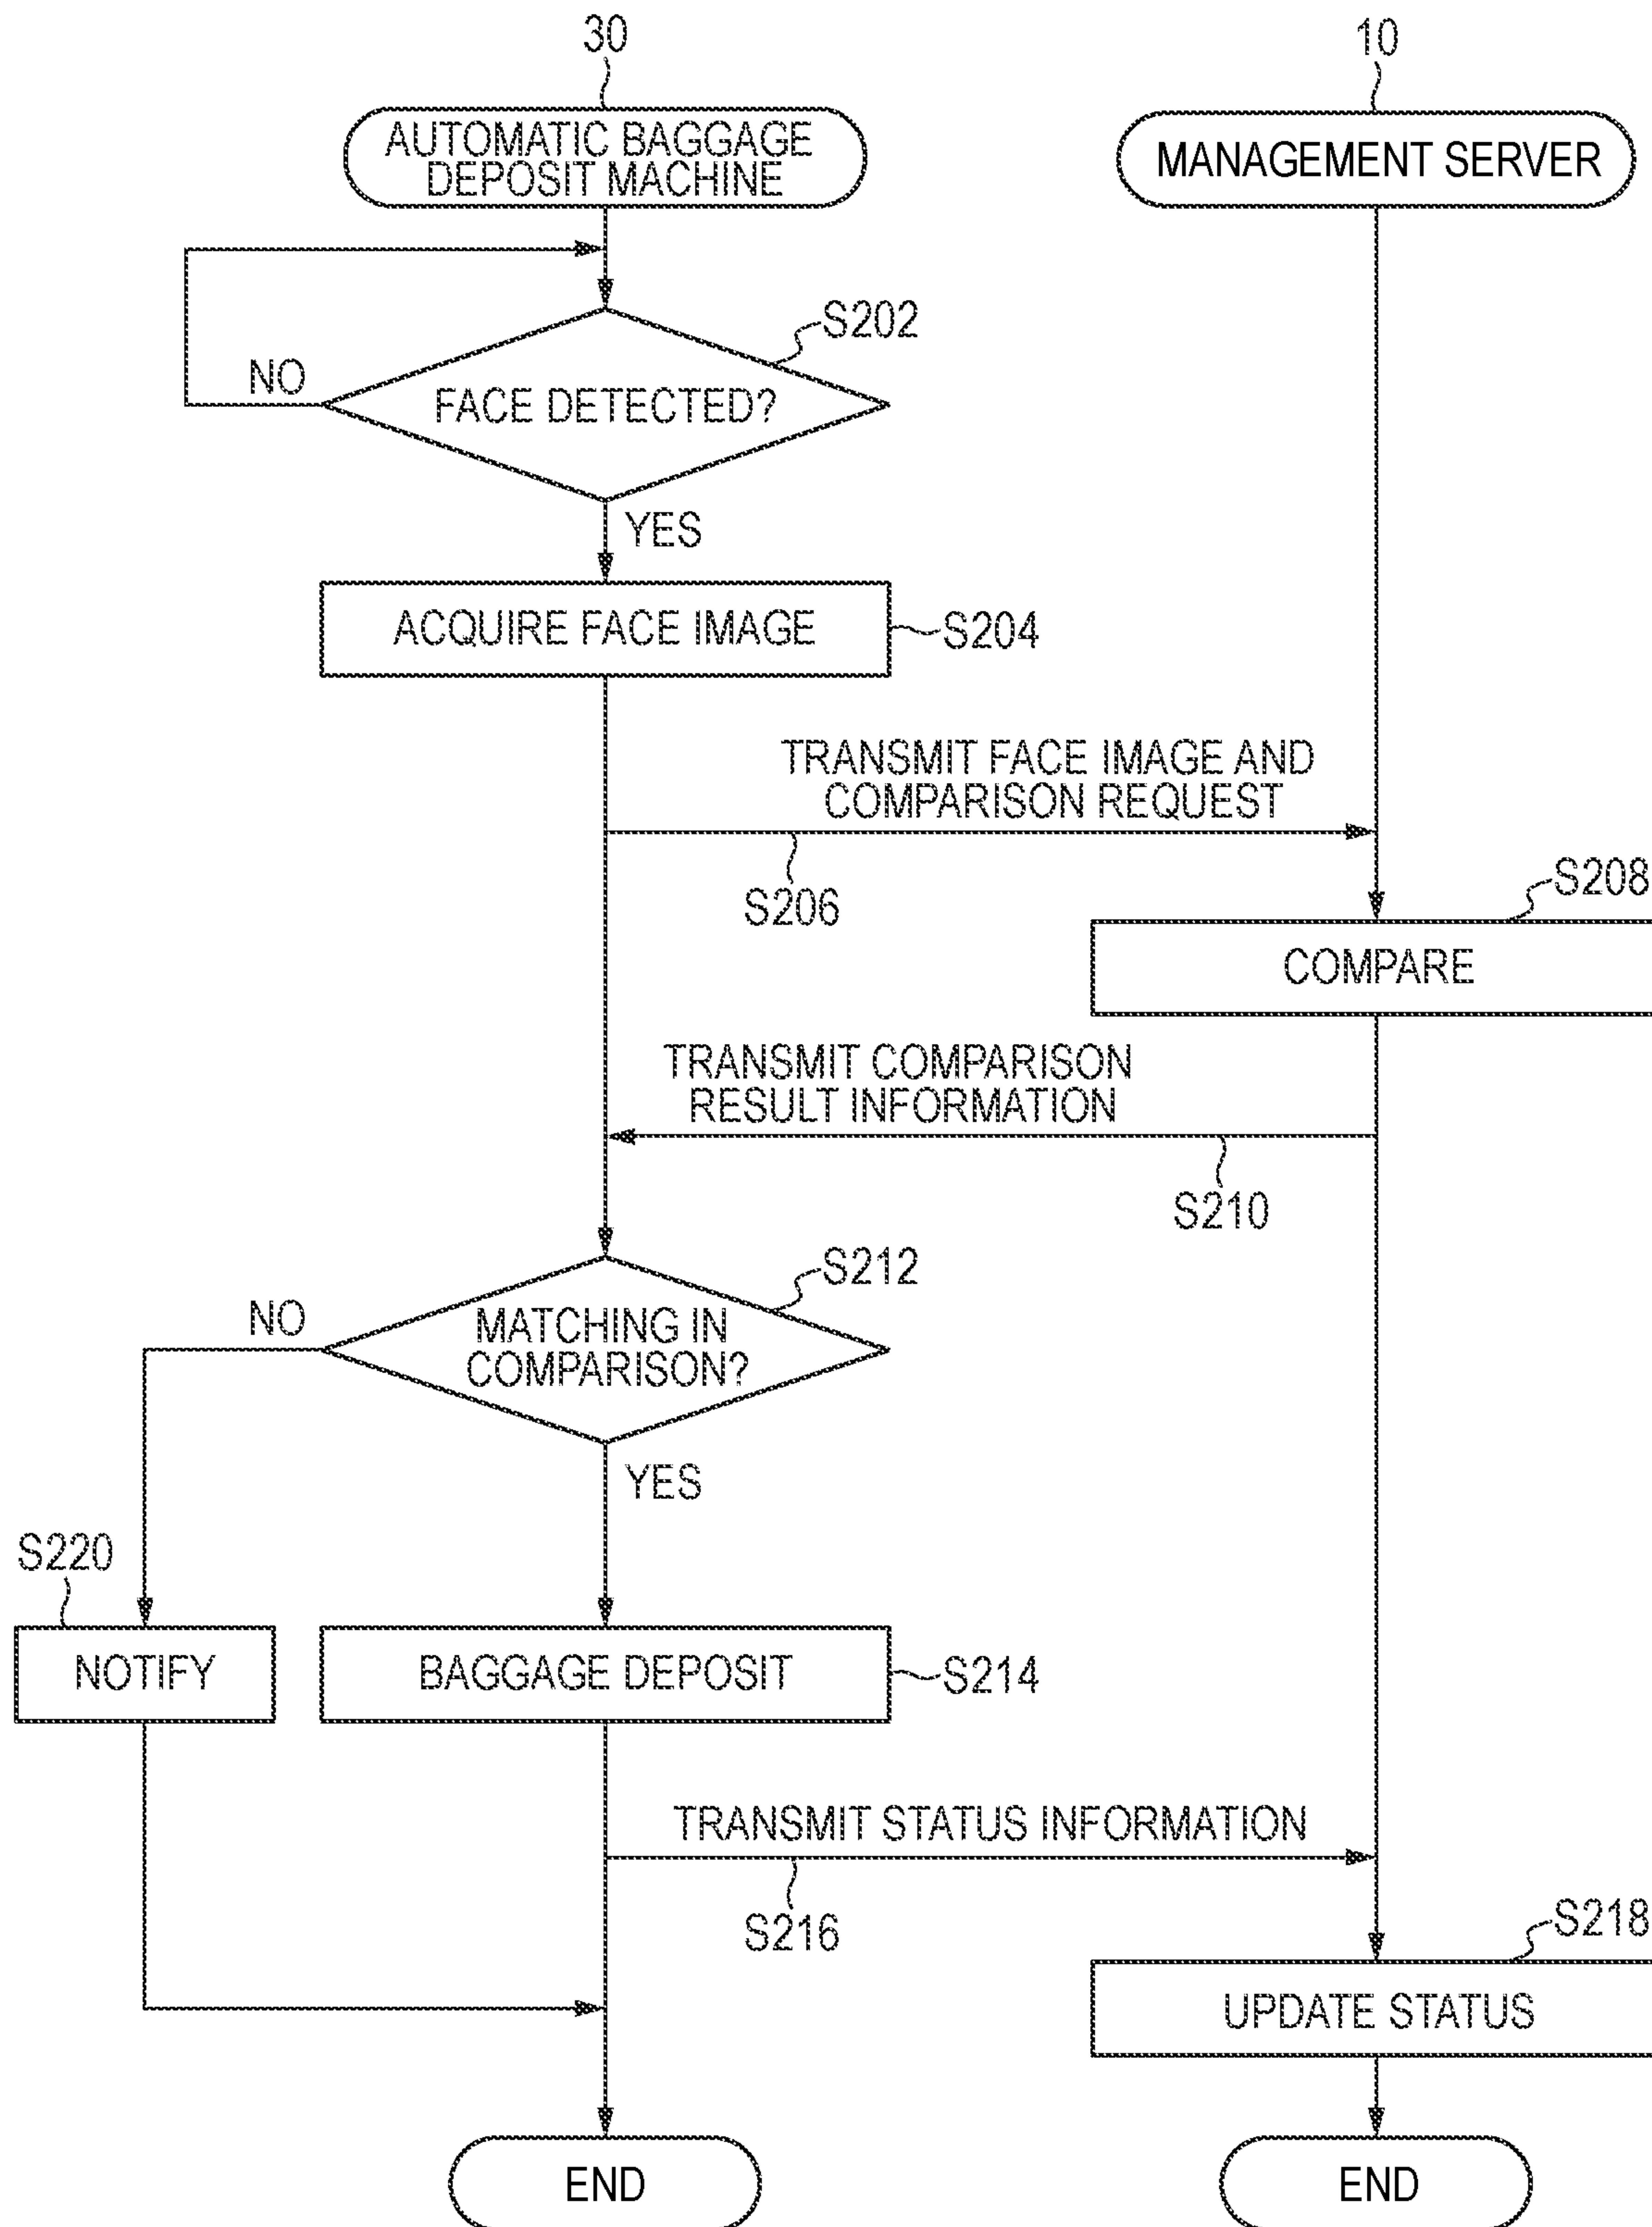 30
10
AUTOMATIC BAGGAGE
DEPOSIT MACHINE
MANAGEMENT SERVER
S202
NO
FACE DETECTED?
YES
ACQUIRE FACE IMAGE
S204
TRANSMIT FACE IMAGE AND
COMPARISON REQUEST
S206
S208
COMPARE
TRANSMIT COMPARISON
RESULT INFORMATION
S210
S212
NO
MATCHING IN
COMPARISON?
YES
S220
NOTIFY
BAGGAGE DEPOSIT
S214
TRANSMIT STATUS INFORMATION
S216
S218
UPDATE STATUS
END
END